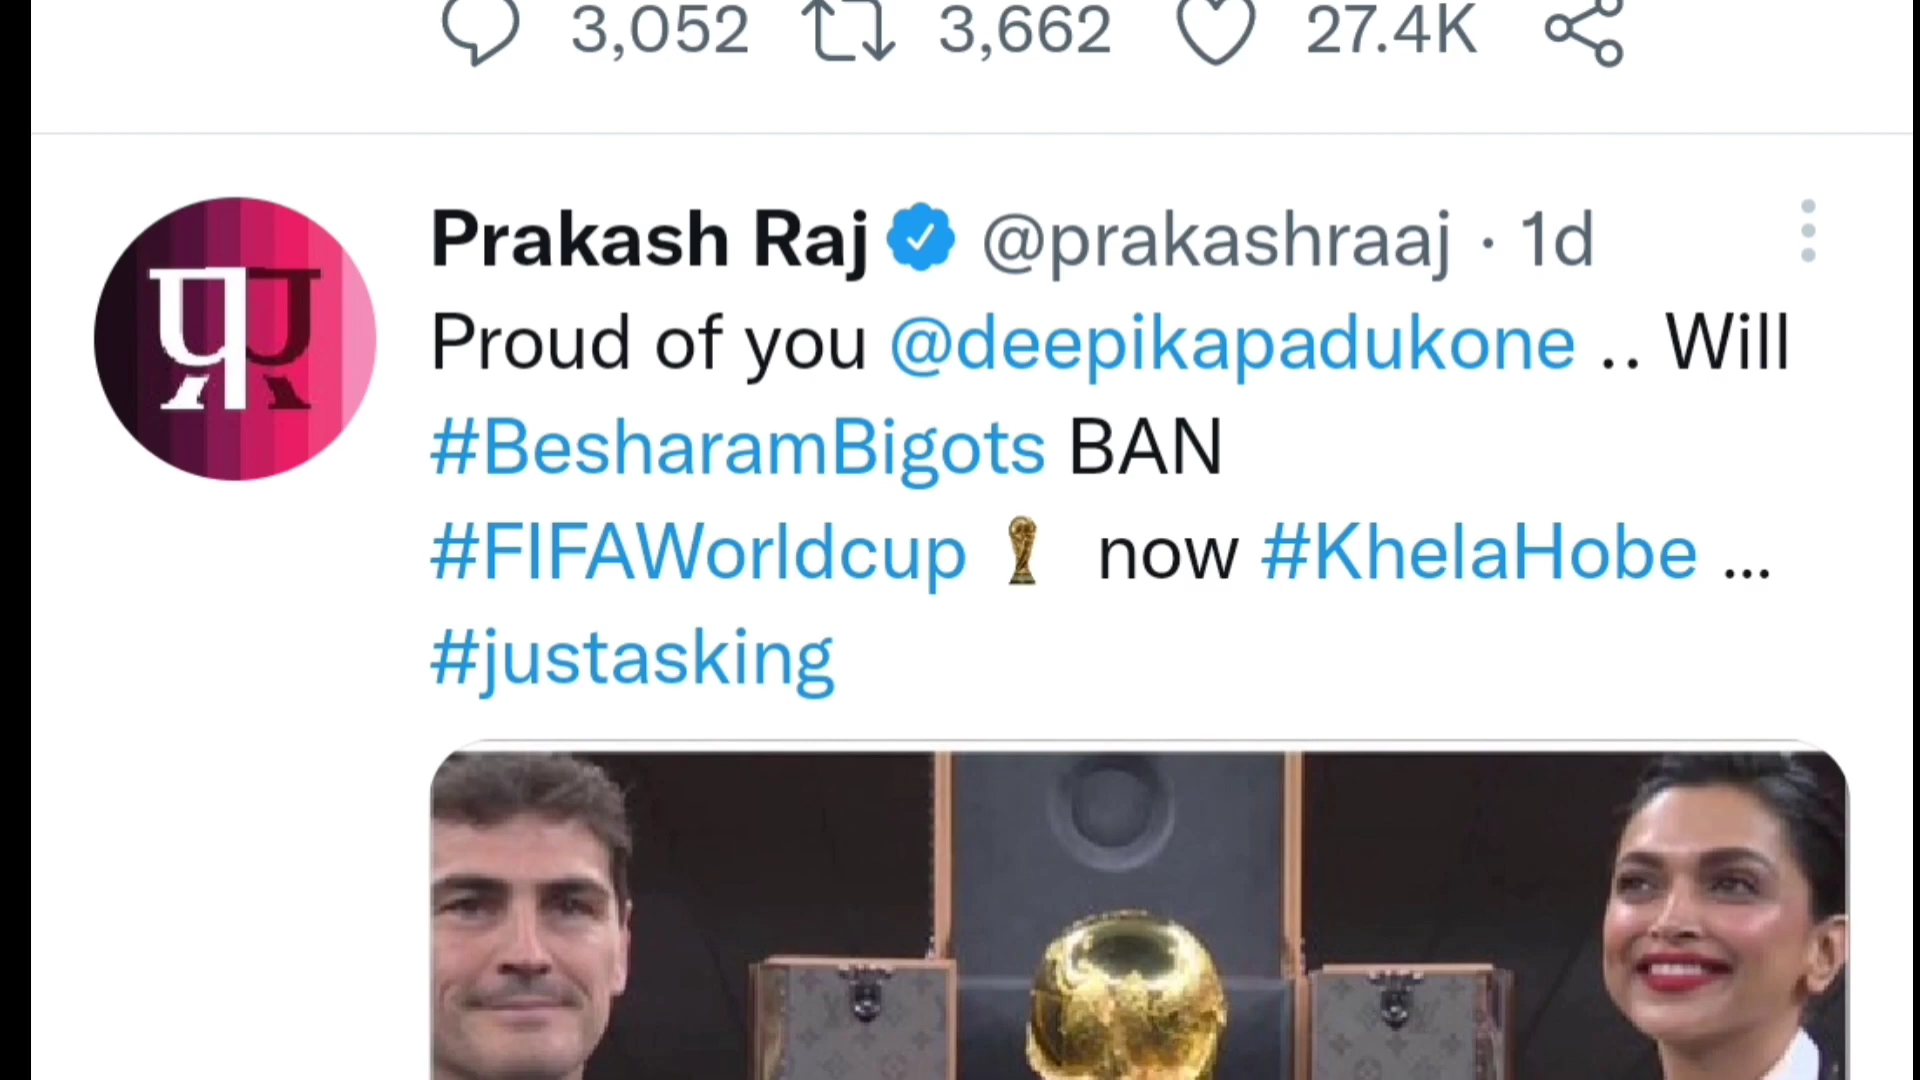 3,052 3,662 27.4K
Prakash Raj @prakashraaj · 1d
Proud of you @deepikapadukone .. Will
#BesharamBigots BAN
#FIFAWorldcup now #KhelaHobe ...
#justasking